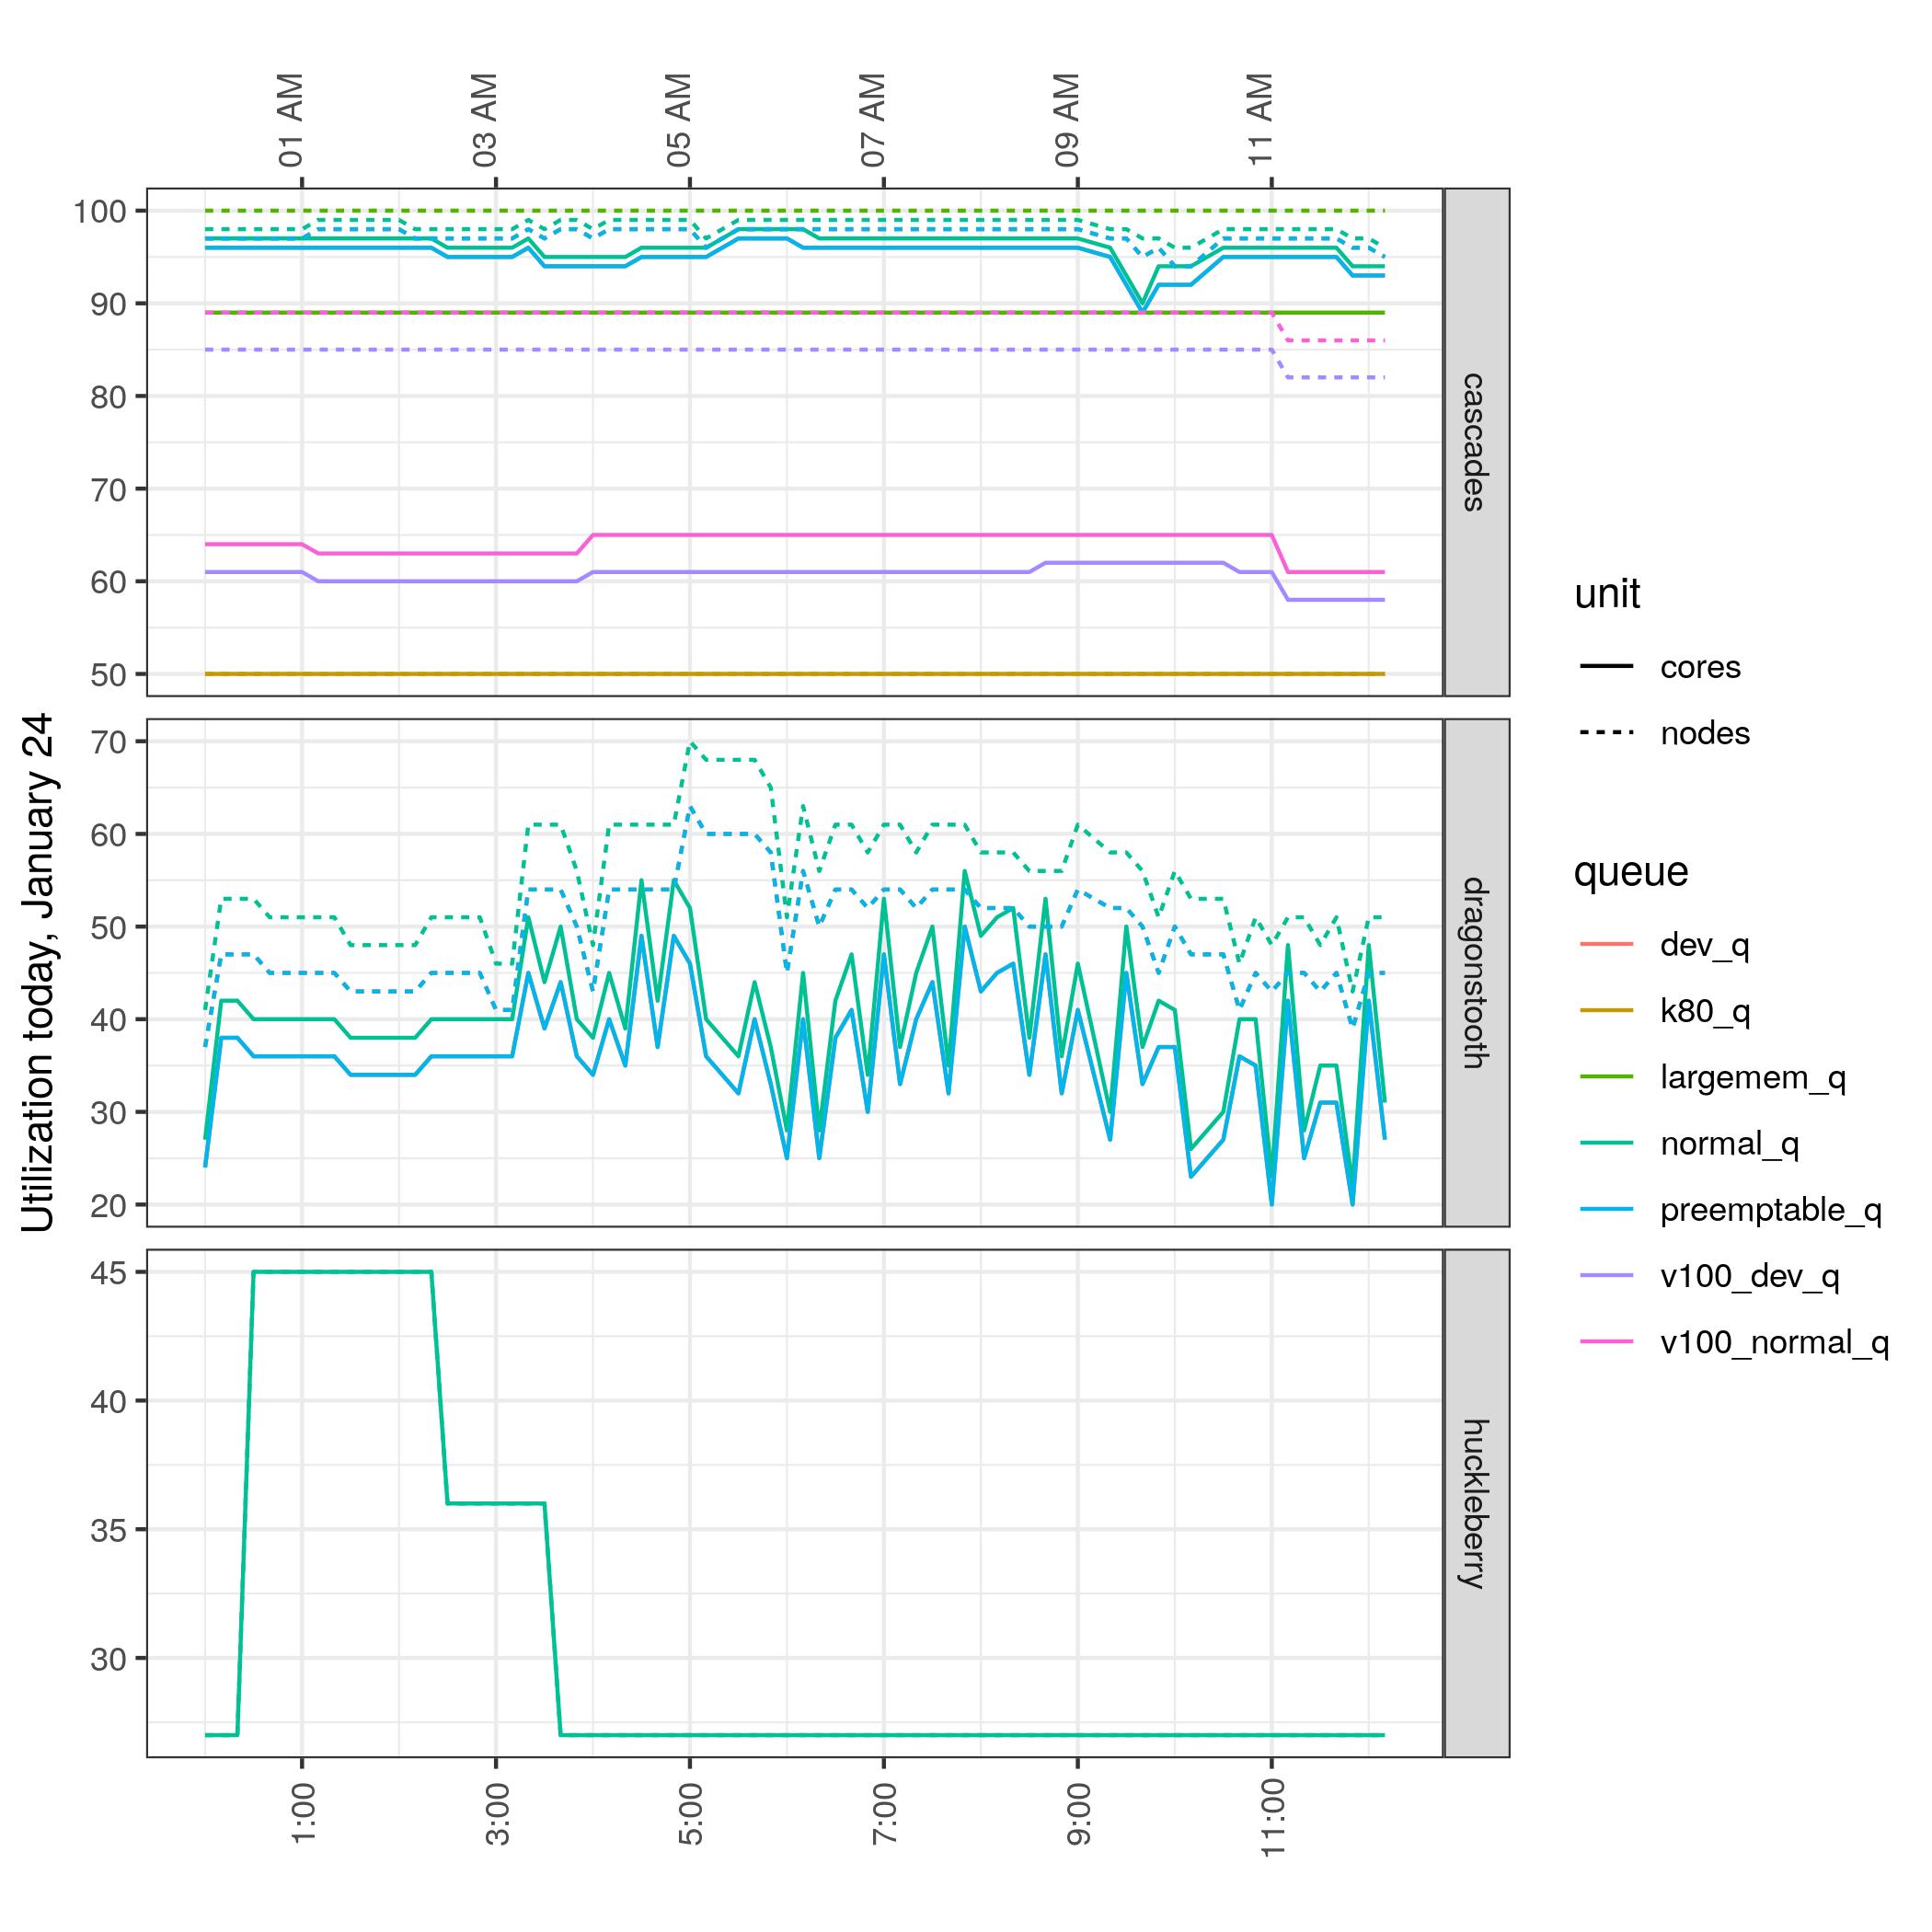 01 AM
03 AM
05 AM
07 AM
09 AM
11 AM
Utilization today, January 24
100
90
80
70
60
50
cascades
70
60
50
40
30
20
dragonstooth
45
40
35
30
huckleberry
1:00
3:00
5:00
7:00
9:00
11:00
unit
cores
nodes
queue
dev_q
k80_q
largemem_q
normal_q
preemptable_q
v100_dev_q
v100_normal_q